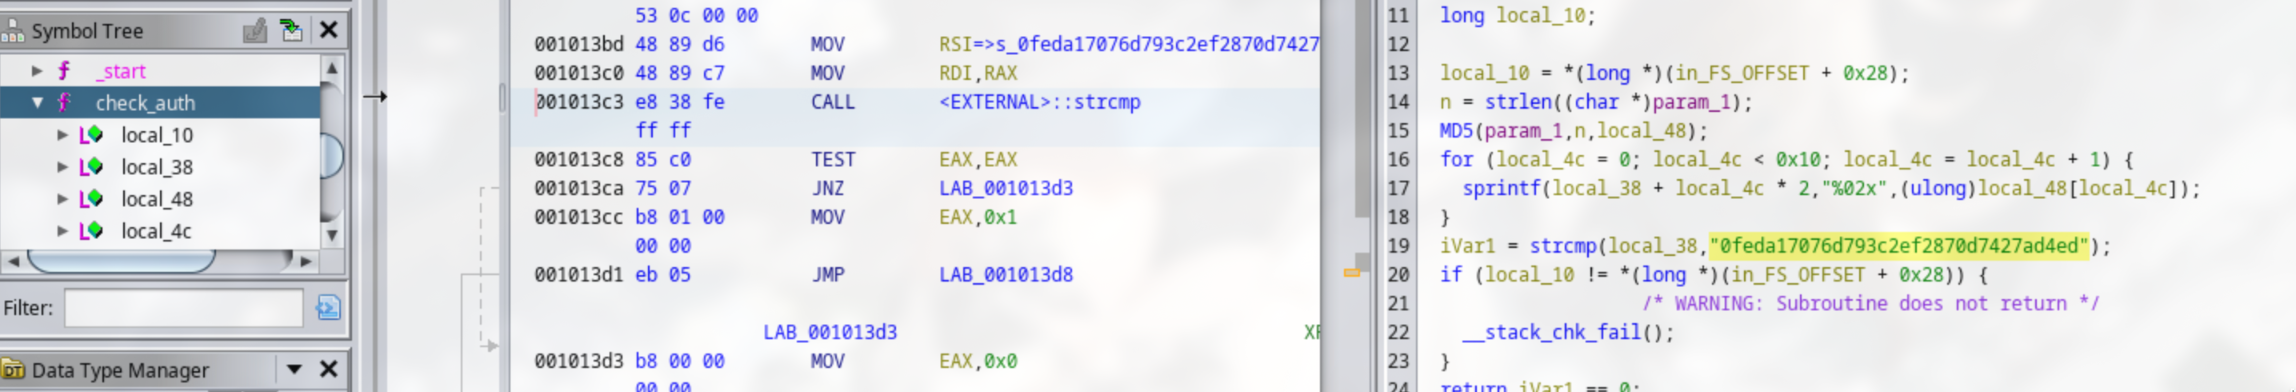 Symbol Tree
_start
check_auth
local_10
local_38
local_48
local_4c
Filter:
DT Data Type Manager
53 0c 00 00
001013bd 48 89 d6 MOV RSI=>s_0feda17076d793c2ef2870d7427
001013c0 48 89 c7 MOV RDI,RAX
001013c3 e8 38 fe CALL <EXTERNAL>::strcmp
ff ff
001013c8 85 c0 TEST EAX,EAX
001013ca 75 07 JNZ LAB_001013d3
001013cc b8 01 00 MOV EAX,0x1
00 00
001013d1 eb 05 JMP LAB_001013d8
LAB_001013d3
001013d3 b8 00 00 MOV EAX,0x0
00 00
11 long local_10;
12
13 local_10 = *(long *)(in_FS_OFFSET + 0x28);
14 n = strlen((char *)param_1);
15 MD5(param_1,n,local_48);
16 for (local_4c = 0; local_4c < 0x10; local_4c = local_4c + 1) {
17 sprintf(local_38 + local_4c * 2,"%02x",(ulong)local_48[local_4c]);
18 }
19 iVar1 = strcmp(local_38,"0feda17076d793c2ef2870d7427ad4ed");
20 if (local_10 != *(long *)(in_FS_OFFSET + 0x28)) {
21 /* WARNING: Subroutine does not return */
22 __stack_chk_fail();
23 }
24 return iVar1 == 0;